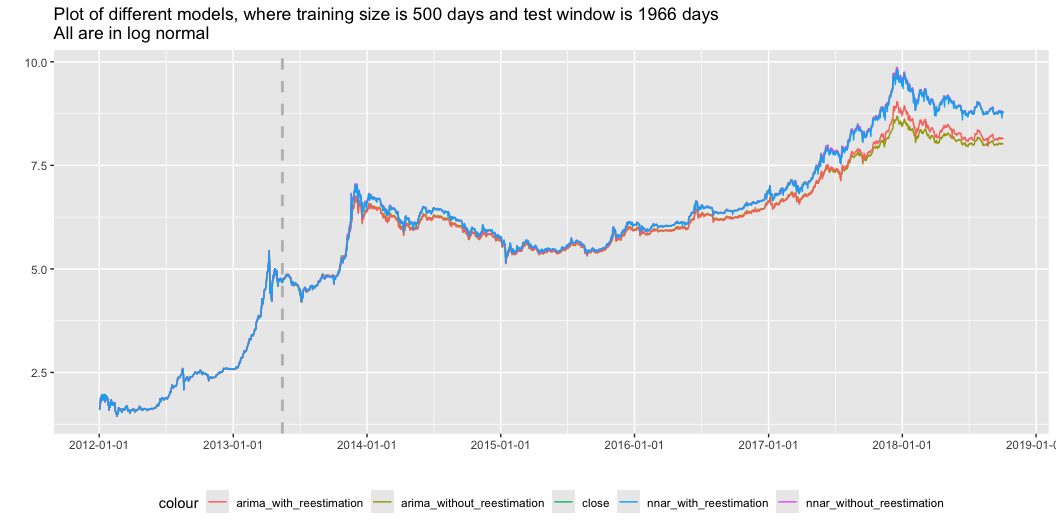 Plot of different models, where training size is 500 days and test window is 1966 days
All are in log normal
10.0
7.5
5.0
2.5
2012-01-01 2013-01-01 2014-01-01 2015-01-01 2016-01-01 2017-01-01 2018-01-01 2019-01-0
colour arima_with_reestimation arima_without_reestimation close nnar_with_reestimation nnar_without_reestimation